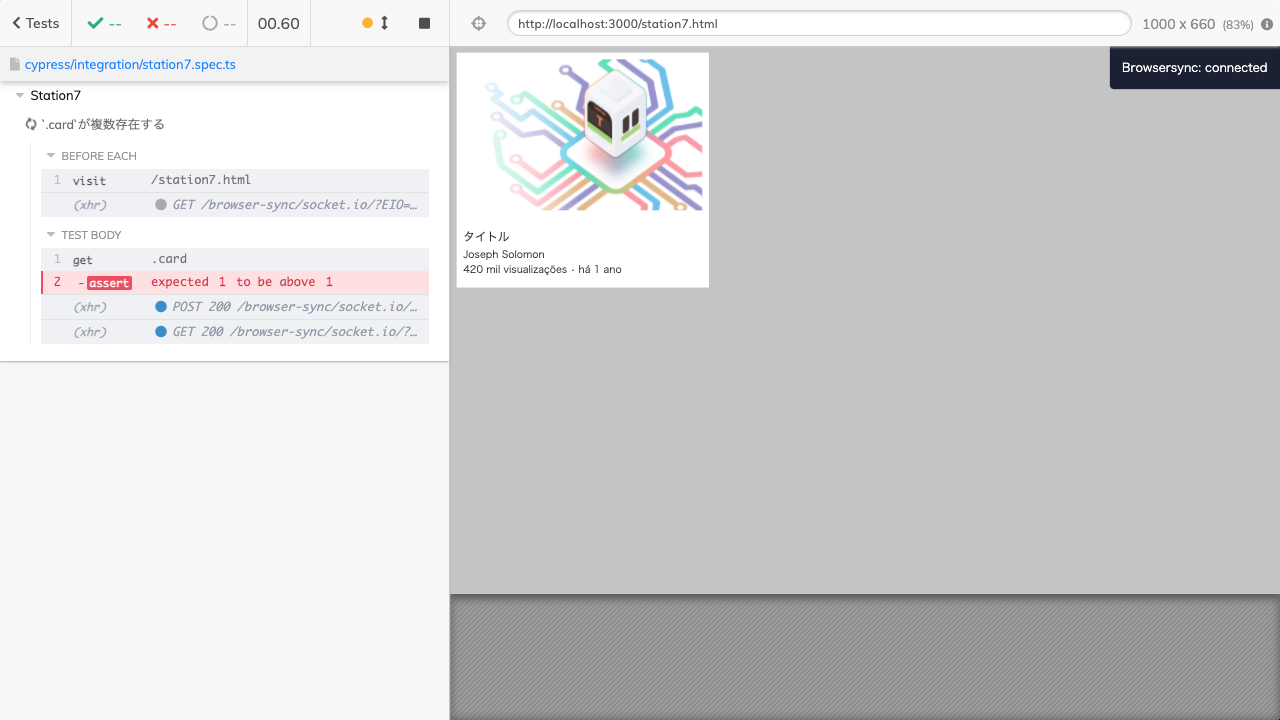 Tests
--
--
--
00.60
http://localhost:3000/station7.html
1000 x 660 (83%)
cypress/integration/station7.spec.ts
Browsersync: connected
Station7
`.card`が複数存在する
BEFORE EACH
1 visit /station7.html
(xhr) GET /browser-sync/socket.io/?EIO=…
TEST BODY
1 get .card
2 -assert expected 1 to be above 1
(xhr) POST 200 /browser-sync/socket.io/…
(xhr) GET 200 /browser-sync/socket.io/?…
タイトル
Joseph Solomon
420 mil visualizações・há 1 ano